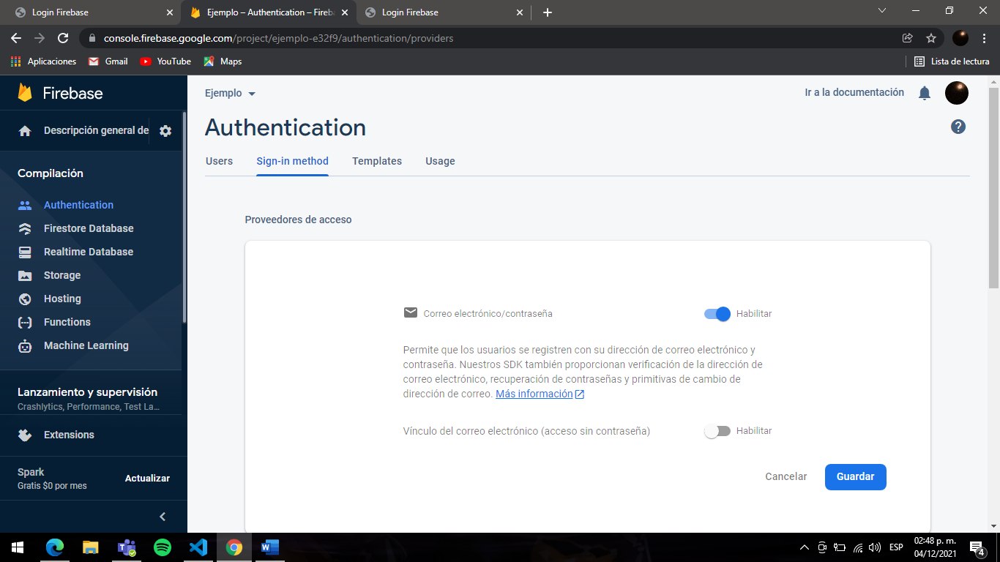 Login Firebase
Ejemplo – Authentication – Fireba
Login Firebase
console.firebase.google.com/project/ejemplo-e32f9/authentication/providers
Aplicaciones
Gmail
YouTube
Maps
Lista de lectura
Firebase
Descripción general de
Compilación
Authentication
Firestore Database
Realtime Database
Storage
Hosting
Functions
Machine Learning
Lanzamiento y supervisión
Crashlytics, Performance, Test La...
Extensions
Spark
Gratis $0 por mes
Actualizar
Ejemplo
Ir a la documentación
Authentication
Users
Sign-in method
Templates
Usage
Proveedores de acceso
Correo electrónico/contraseña
Habilitar
Permite que los usuarios se registren con su dirección de correo electrónico y
contraseña. Nuestros SDK también proporcionan verificación de la dirección de
correo electrónico, recuperación de contraseñas y primitivas de cambio de
dirección de correo. Más información
Vínculo del correo electrónico (acceso sin contraseña)
Habilitar
Cancelar
Guardar
ESP
02:48 p. m.
04/12/2021
4